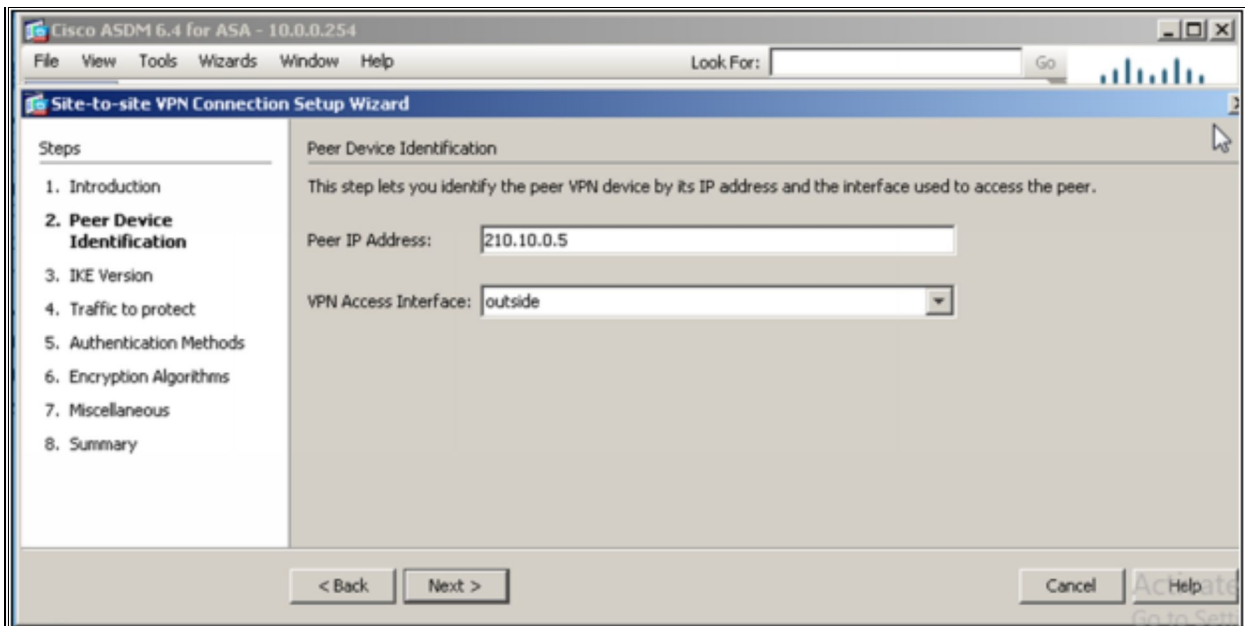 Cisco ASDM 6.4 for ASA - 10.0.0.254
File View Tools Wizards Window Help Look For: Go
Site-to-site VPN Connection Setup Wizard
Steps
1. Introduction
2. Peer Device Identification
3. IKE Version
4. Traffic to protect
5. Authentication Methods
6. Encryption Algorithms
7. Miscellaneous
8. Summary
Peer Device Identification
This step lets you identify the peer VPN device by its IP address and the interface used to access the peer.
Peer IP Address: 210.10.0.5
VPN Access Interface: outside
< Back Next > Cancel Help